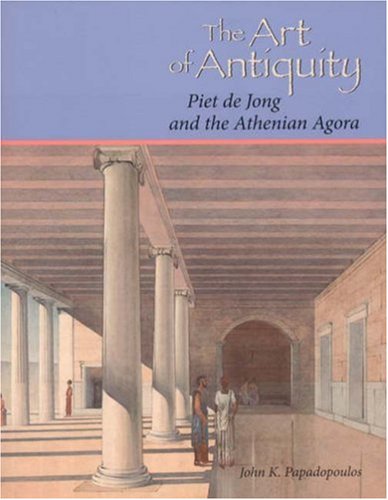 The Art
of Antiquity
Piet de Jong
and the Athenian Agora
John K. Papadopoulos